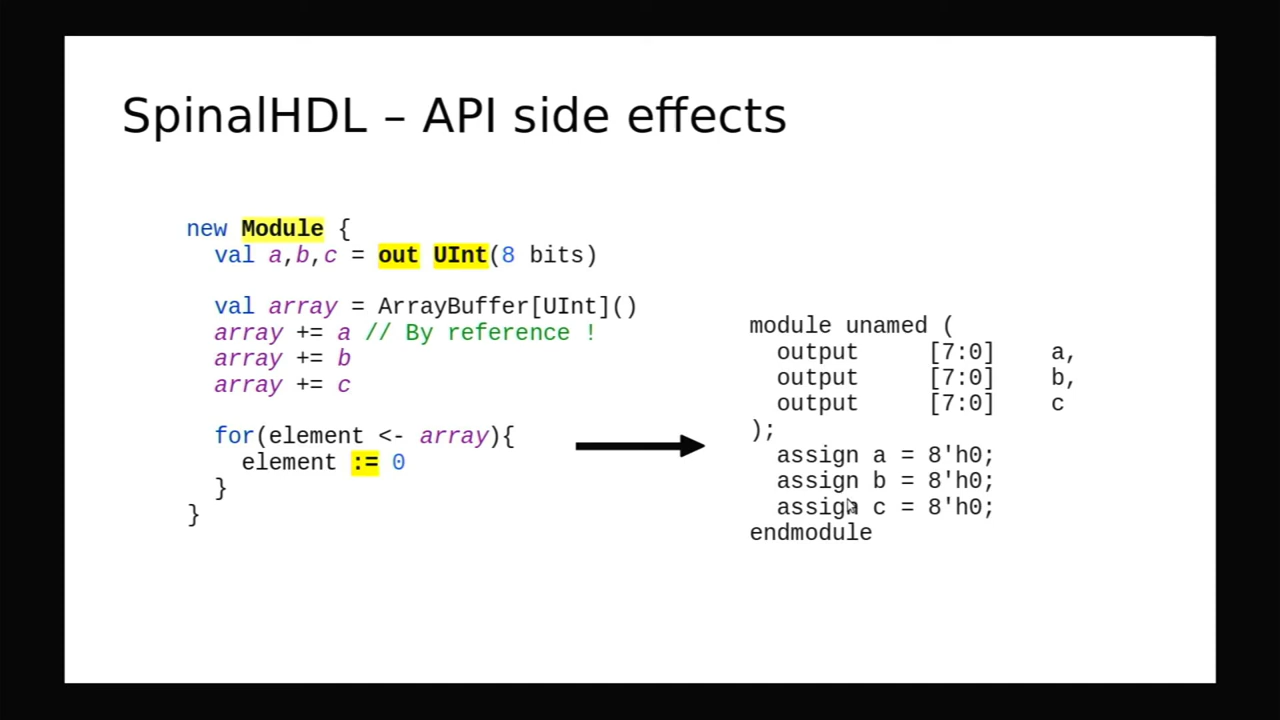 SpinalHDL – API side effects
new Module {
  val a,b,c = out UInt(8 bits)
  val array = ArrayBuffer[UInt]()
  array += a // By reference !
  array += b
  array += c
  for(element <- array){
    element := 0
  }
}
module unamed (
  output     [7:0]    a,
  output     [7:0]    b,
  output     [7:0]    c
);
  assign a = 8'h0;
  assign b = 8'h0;
  assign c = 8'h0;
endmodule